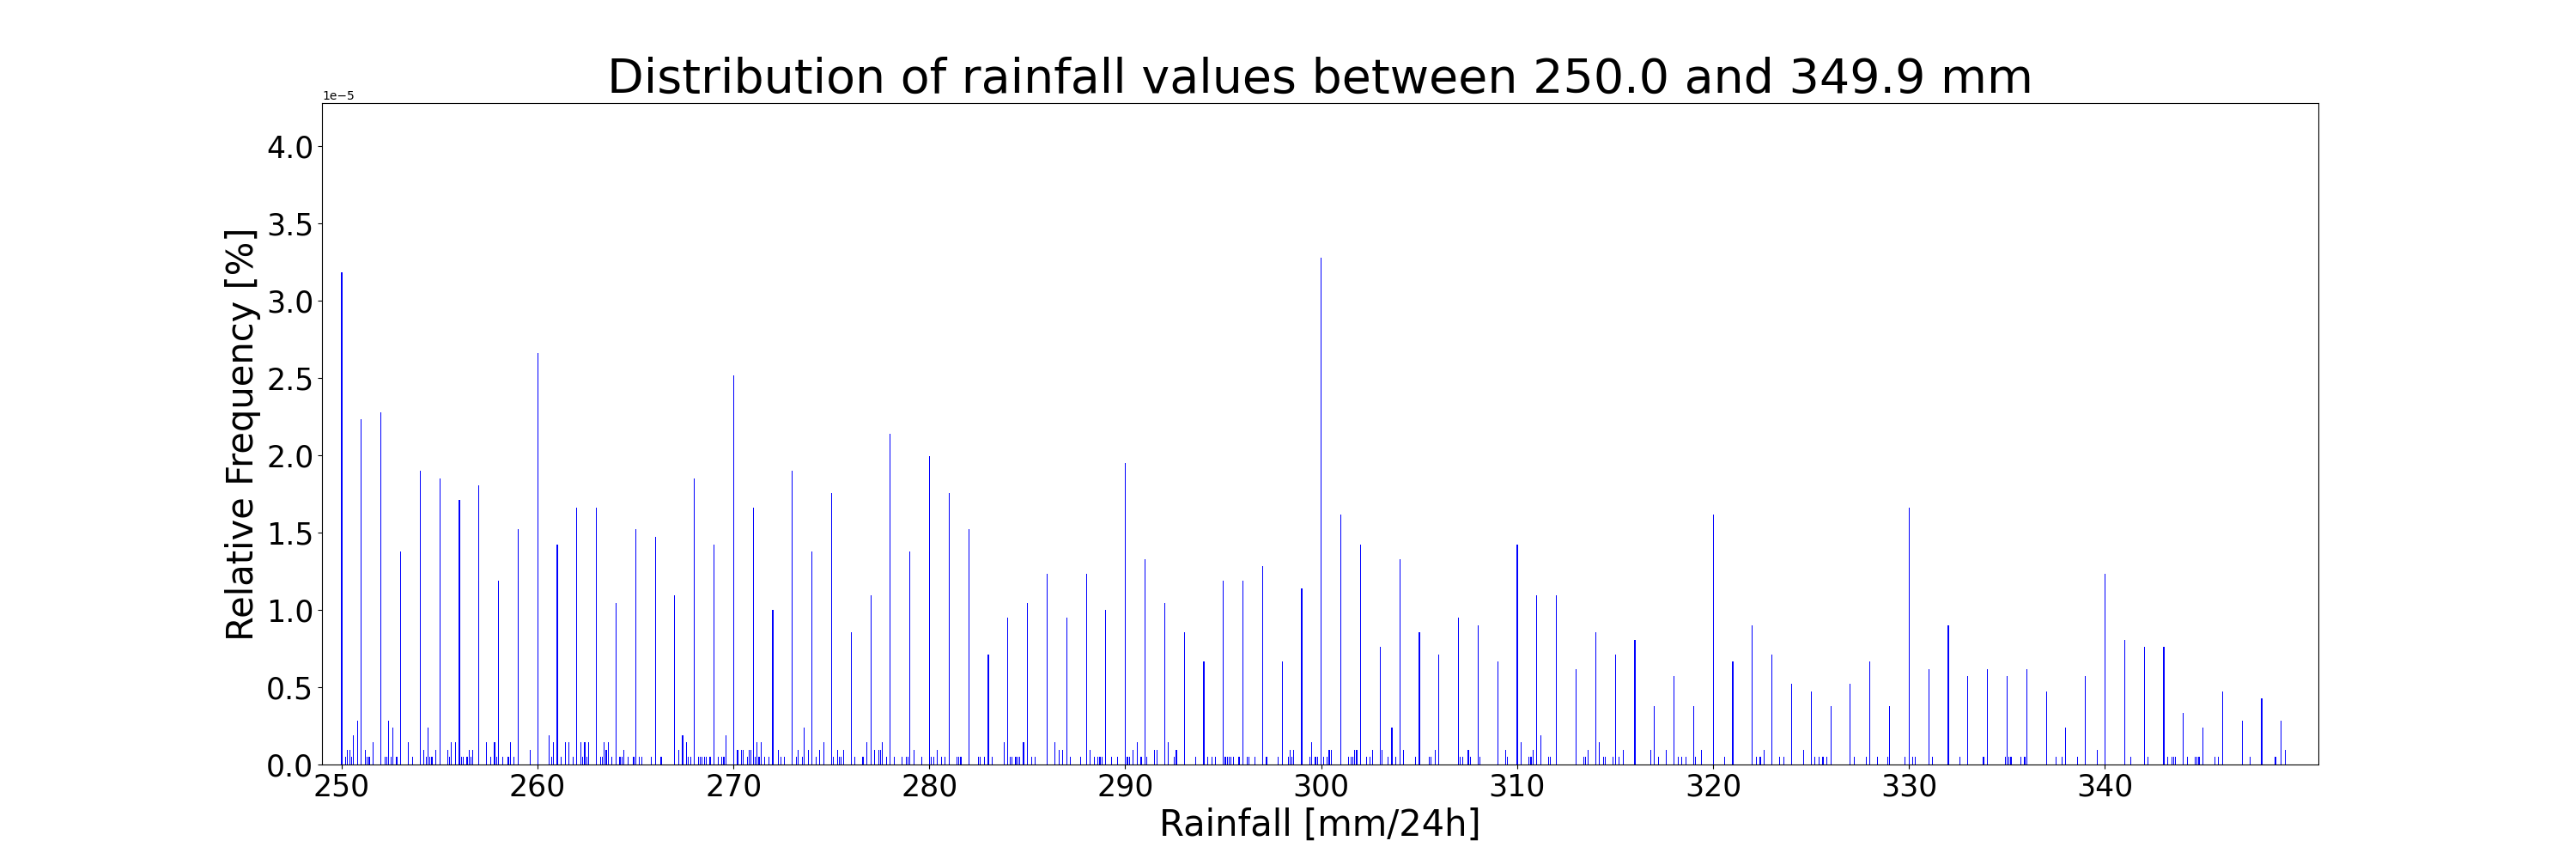 Distribution of rainfall values between 250.0 and 349.9 mm
1e−5
4.0
3.5
3.0
2.5
2.0
1.5
1.0
0.5
0.0
Relative Frequency [%]
250 260 270 280 290 300 310 320 330 340
Rainfall [mm/24h]